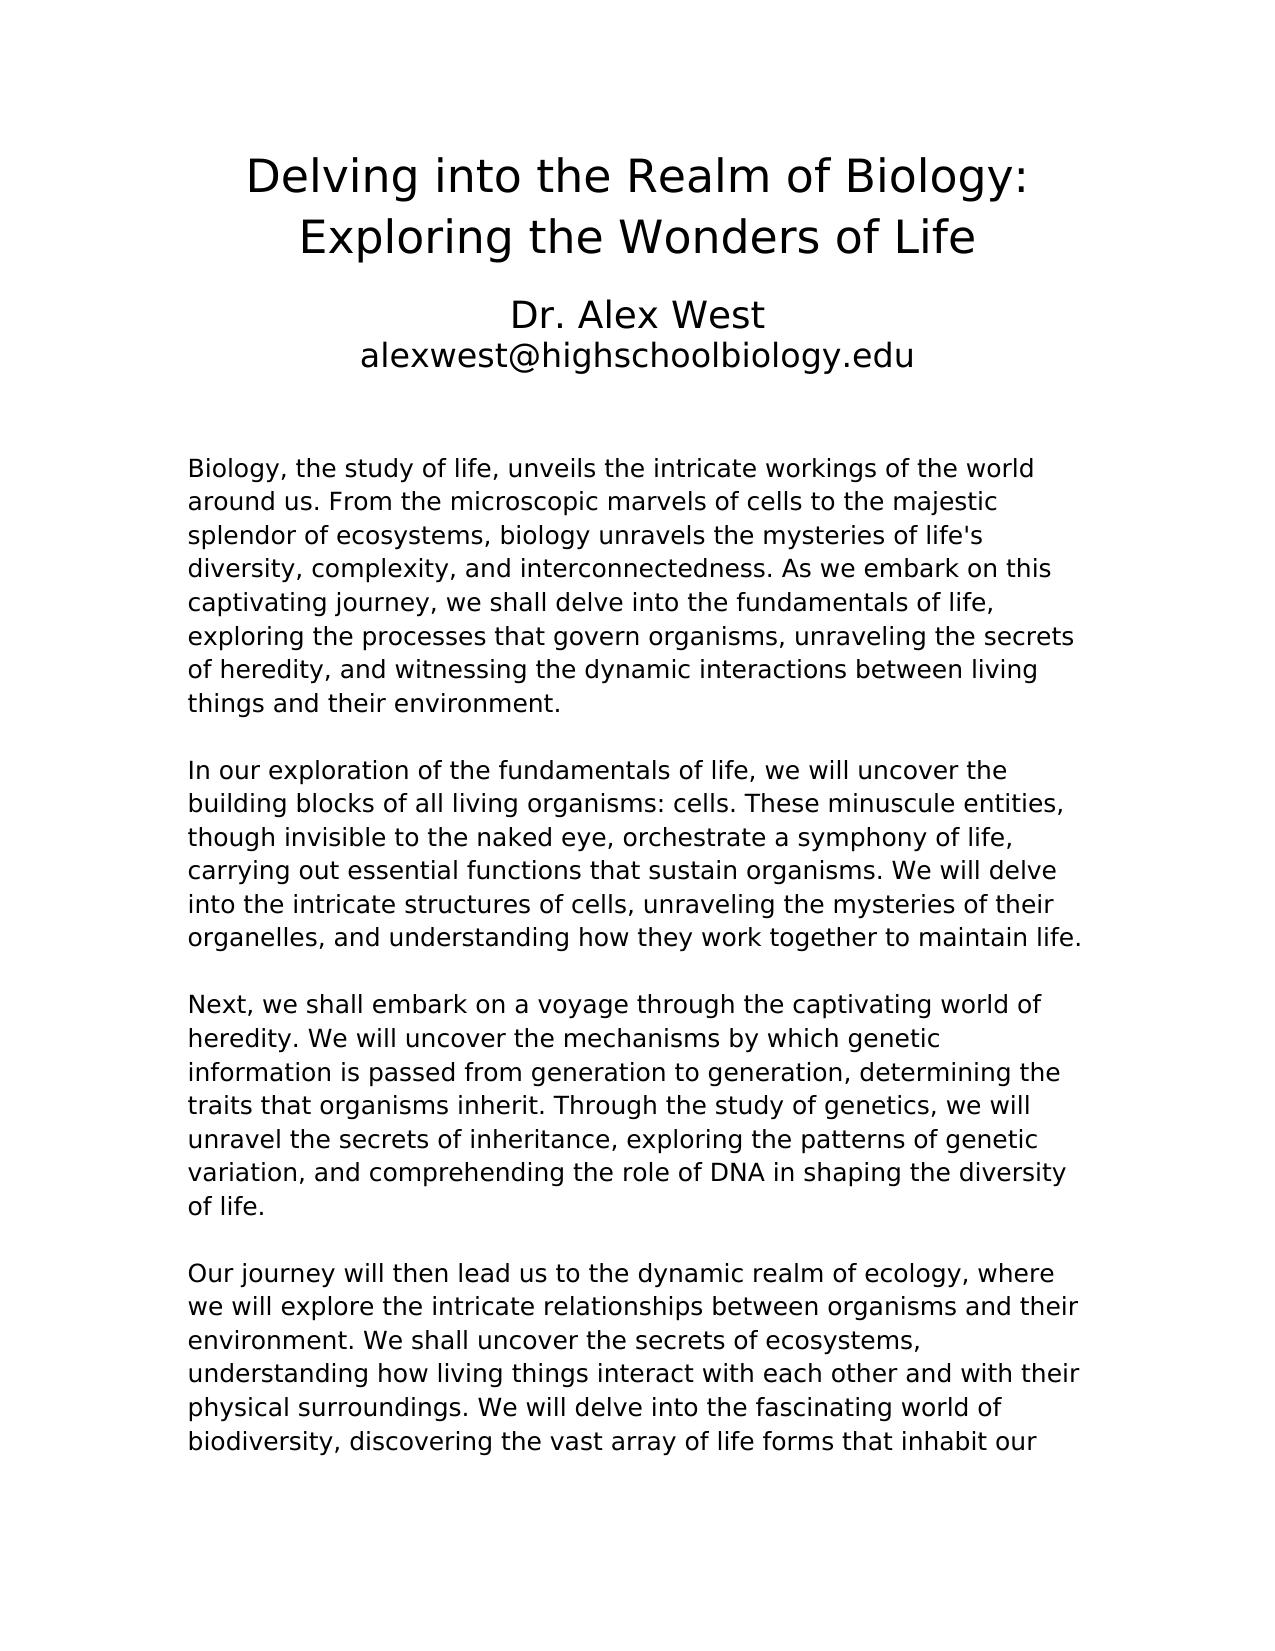 Delving into the Realm of Biology:
Exploring the Wonders of Life
Dr. Alex West
alexwest@highschoolbiology.edu
Biology, the study of life, unveils the intricate workings of the world
around us. From the microscopic marvels of cells to the majestic
splendor of ecosystems, biology unravels the mysteries of life's
diversity, complexity, and interconnectedness. As we embark on this
captivating journey, we shall delve into the fundamentals of life,
exploring the processes that govern organisms, unraveling the secrets
of heredity, and witnessing the dynamic interactions between living
things and their environment.
In our exploration of the fundamentals of life, we will uncover the
building blocks of all living organisms: cells. These minuscule entities,
though invisible to the naked eye, orchestrate a symphony of life,
carrying out essential functions that sustain organisms. We will delve
into the intricate structures of cells, unraveling the mysteries of their
organelles, and understanding how they work together to maintain life.
Next, we shall embark on a voyage through the captivating world of
heredity. We will uncover the mechanisms by which genetic
information is passed from generation to generation, determining the
traits that organisms inherit. Through the study of genetics, we will
unravel the secrets of inheritance, exploring the patterns of genetic
variation, and comprehending the role of DNA in shaping the diversity
of life.
Our journey will then lead us to the dynamic realm of ecology, where
we will explore the intricate relationships between organisms and their
environment. We shall uncover the secrets of ecosystems,
understanding how living things interact with each other and with their
physical surroundings. We will delve into the fascinating world of
biodiversity, discovering the vast array of life forms that inhabit our